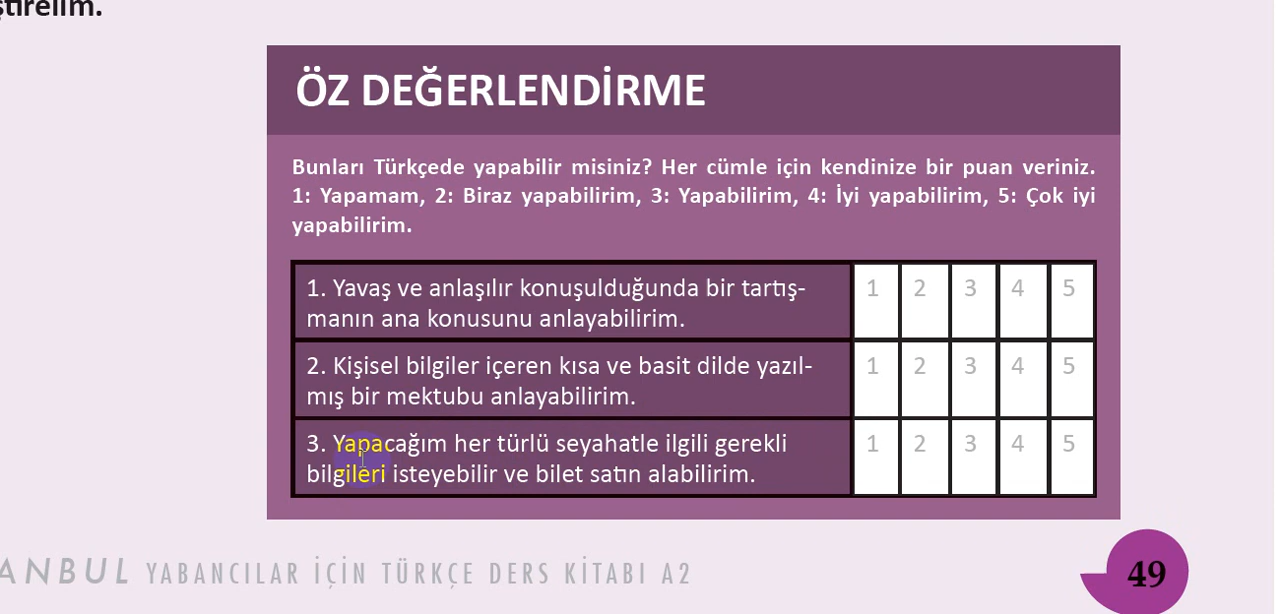 ÖZ DEĞERLENDİRME
Bunları Türkçede yapabilir misiniz? Her cümle için kendinize bir puan veriniz.
1: Yapamam, 2: Biraz yapabilirim, 3: Yapabilirim, 4: İyi yapabilirim, 5: Çok iyi
yapabilirim.
1. Yavaş ve anlaşılır konuşulduğunda bir tartış-
manın ana konusunu anlayabilirim.
1 2 3 4 5
2. Kişisel bilgiler içeren kısa ve basit dilde yazıl-
mış bir mektubu anlayabilirim.
1 2 3 4 5
3. Yapacağım her türlü seyahatle ilgili gerekli
bilgileri isteyebilir ve bilet satın alabilirim.
1 2 3 4 5
ANBUL YABANCILAR İÇİN TÜRKÇE DERS KİTABI A2
49